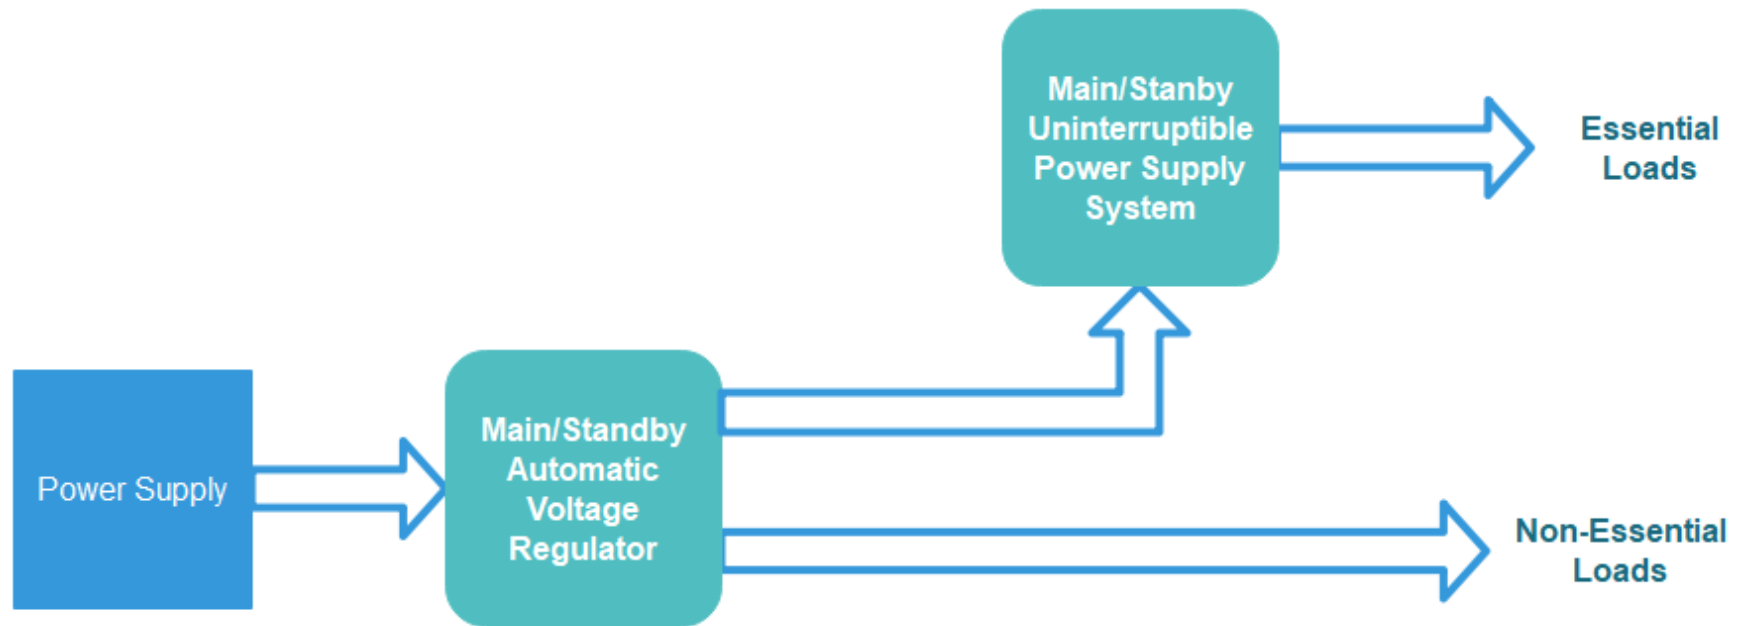 Main/Stanby
Uninterruptible
Power Supply
System
Essential
Loads
Power Supply
Main/Standby
Automatic
Voltage
Regulator
Non-Essential
Loads